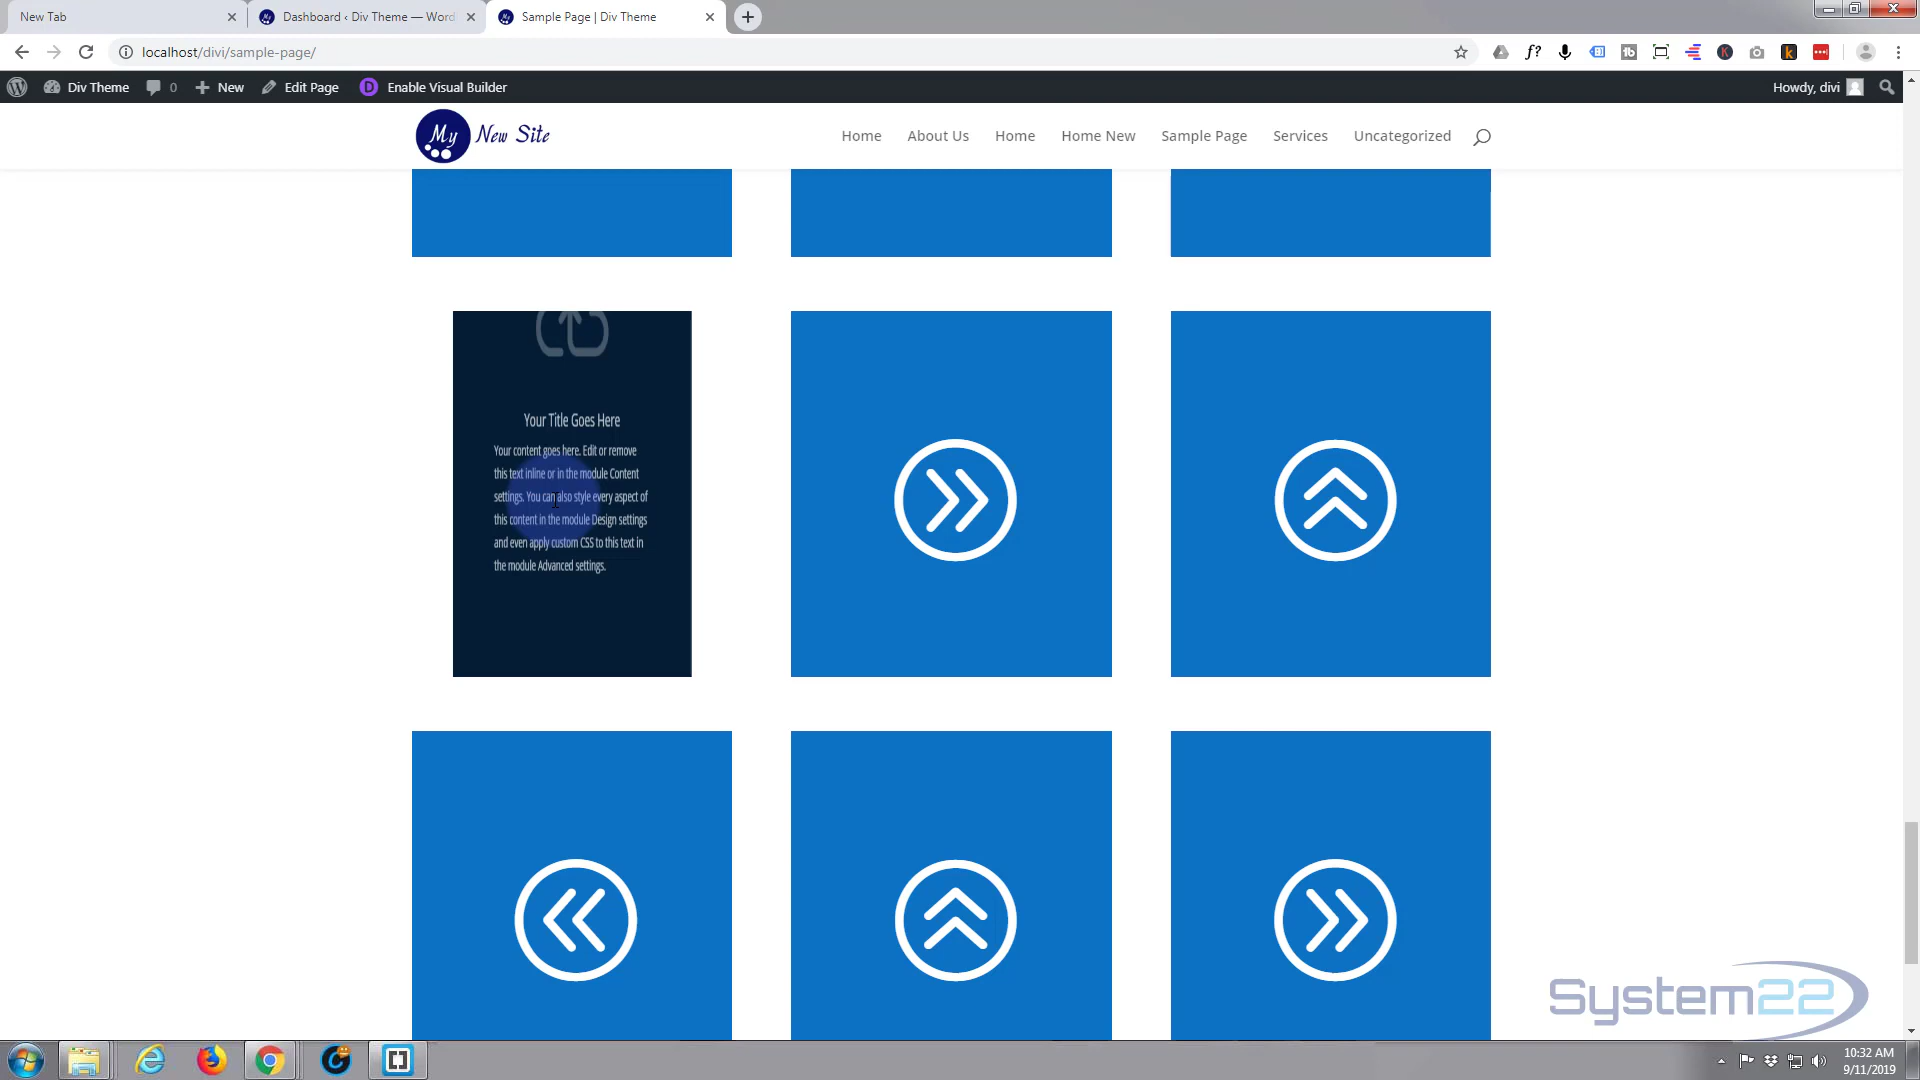 New Tab
Dashboard ‹ Div Theme — Word
Sample Page | Div Theme
localhost/divi/sample-page/
Div Theme
0
New
Edit Page
Enable Visual Builder
Howdy, divi
My New Site
Home
About Us
Home
Home New
Sample Page
Services
Uncategorized
Your Title Goes Here
Your content goes here. Edit or remove
this text inline or in the module Content
settings. You can also style every aspect of
this content in the module Design settings
and even apply custom CSS to this text in
the module Advanced settings.
System22
10:32 AM
9/11/2019